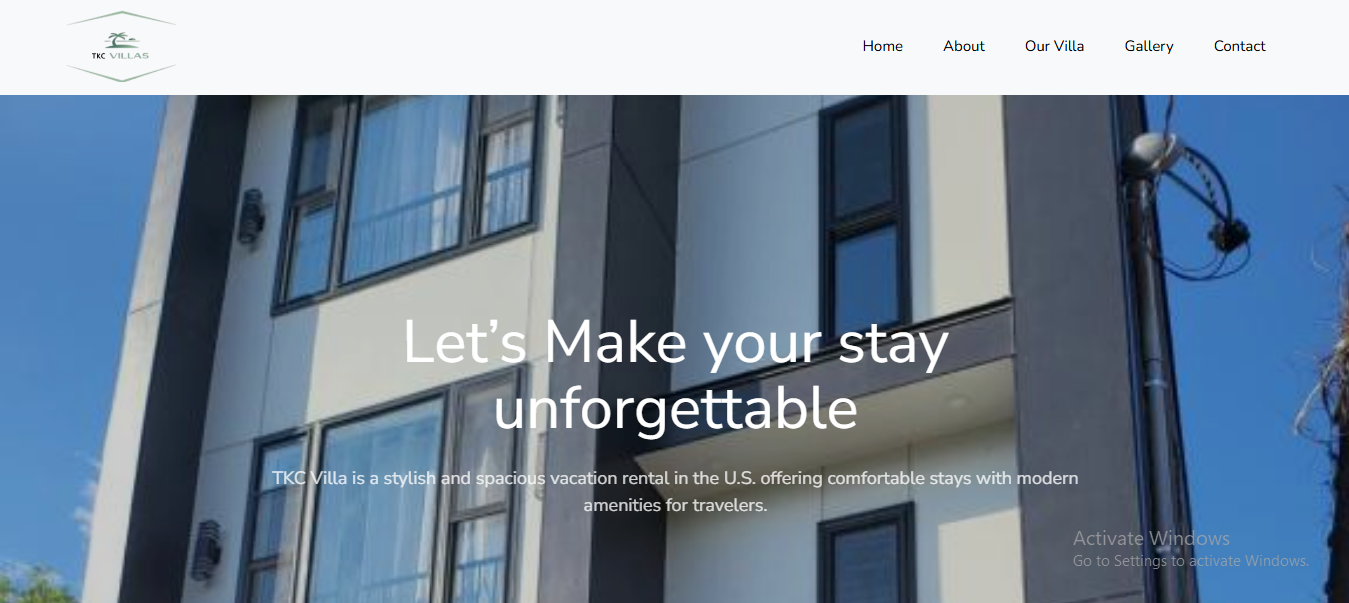 TKC VILLAS
Home About Our Villa Gallery Contact
Let’s Make your stay
unforgettable
TKC Villa is a stylish and spacious vacation rental in the U.S. offering comfortable stays with modern
amenities for travelers.
Activate Windows
Go to Settings to activate Windows.